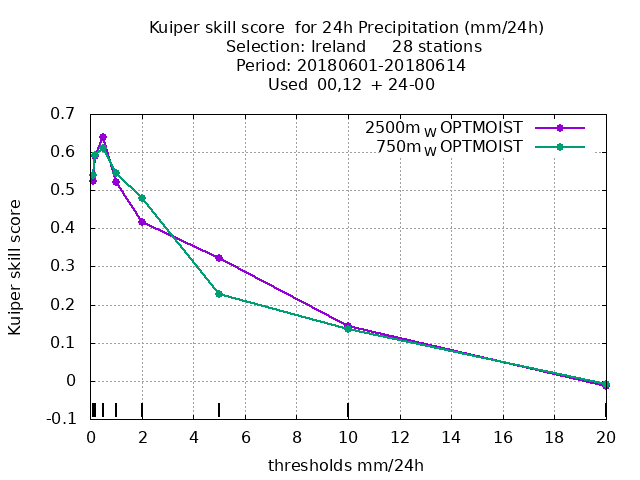 Kuiper skill score  for 24h Precipitation (mm/24h)
Selection: Ireland     28 stations
Period: 20180601-20180614
Used  00,12  + 24-00
2500m W OPTMOIST
750m W OPTMOIST
0.7
0.6
0.5
0.4
0.3
0.2
0.1
0
-0.1
Kuiper skill score
0 2 4 6 8 10 12 14 16 18 20
thresholds mm/24h